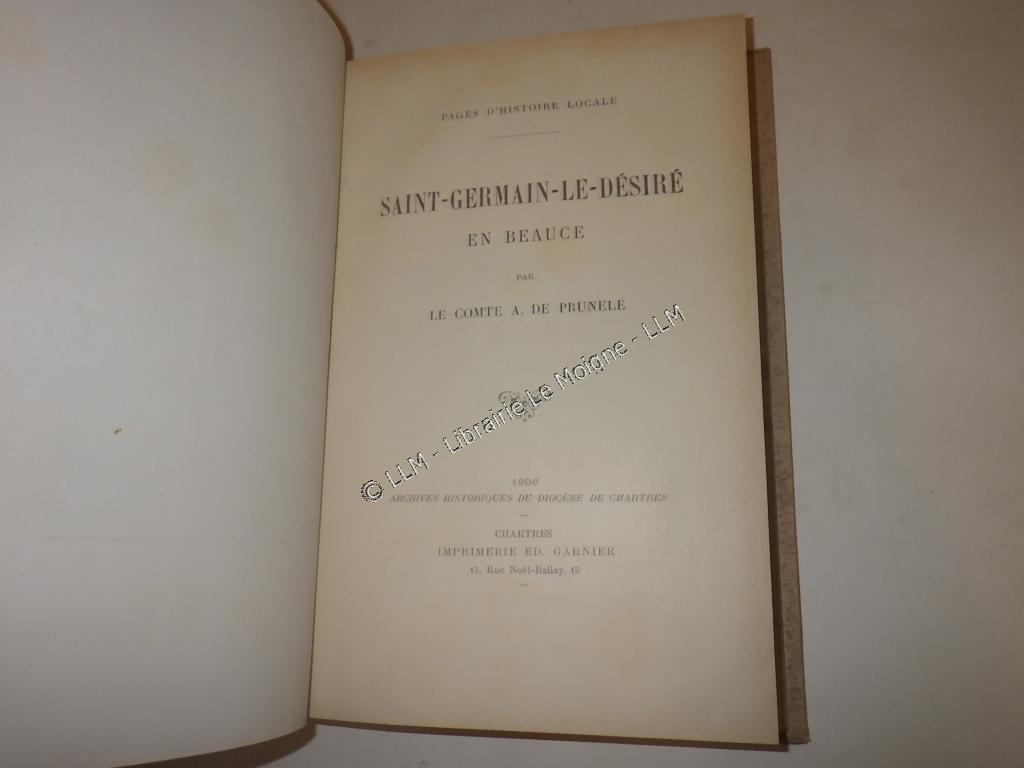 PAGES D'HISTOIRE LOCALE
SAINT-GERMAIN-LE-DÉSIRÉ
EN BEAUCE
PAR
LE COMTE A. DE PRUNELÉ
© LLM - Librairie Le Moigne - LLM
1906
ARCHIVES HISTORIQUES DU DIOCÈSE DE CHARTRES
CHARTRES
IMPRIMERIE ED. GARNIER
15, Rue Noël-Ballay, 15